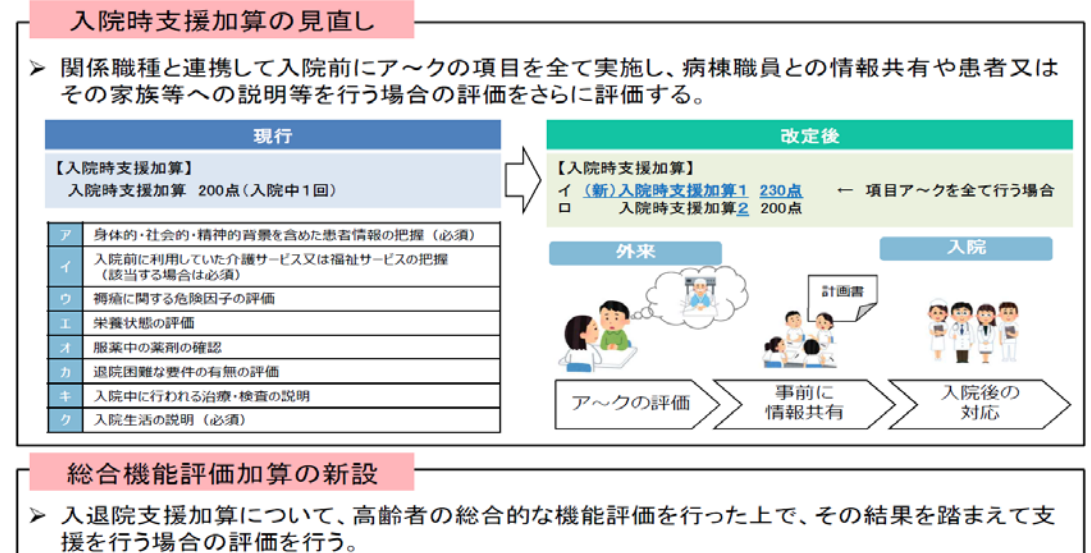 入院時支援加算の見直し
➢ 関係職種と連携して入院前にア～クの項目を全て実施し、病棟職員との情報共有や患者又は
その家族等への説明等を行う場合の評価をさらに評価する。
現行
【入院時支援加算】
入院時支援加算 200点(入院中1回)
ア 身体的・社会的・精神的背景を含めた患者情報の把握（必須）
イ 入院前に利用していた介護サービス又は福祉サービスの把握
（該当する場合は必須）
ウ 褥瘡に関する危険因子の評価
エ 栄養状態の評価
オ 服薬中の薬剤の確認
カ 退院困難な要件の有無の評価
キ 入院中に行われる治療・検査の説明
ク 入院生活の説明（必須）
改定後
【入院時支援加算】
イ (新)入院時支援加算1 230点 ← 項目ア～クを全て行う場合
ロ 入院時支援加算2 200点
外来
入院
計画書
ア～クの評価
事前に
情報共有
入院後の
対応
総合機能評価加算の新設
➢ 入退院支援加算について、高齢者の総合的な機能評価を行った上で、その結果を踏まえて支
援を行う場合の評価を行う。